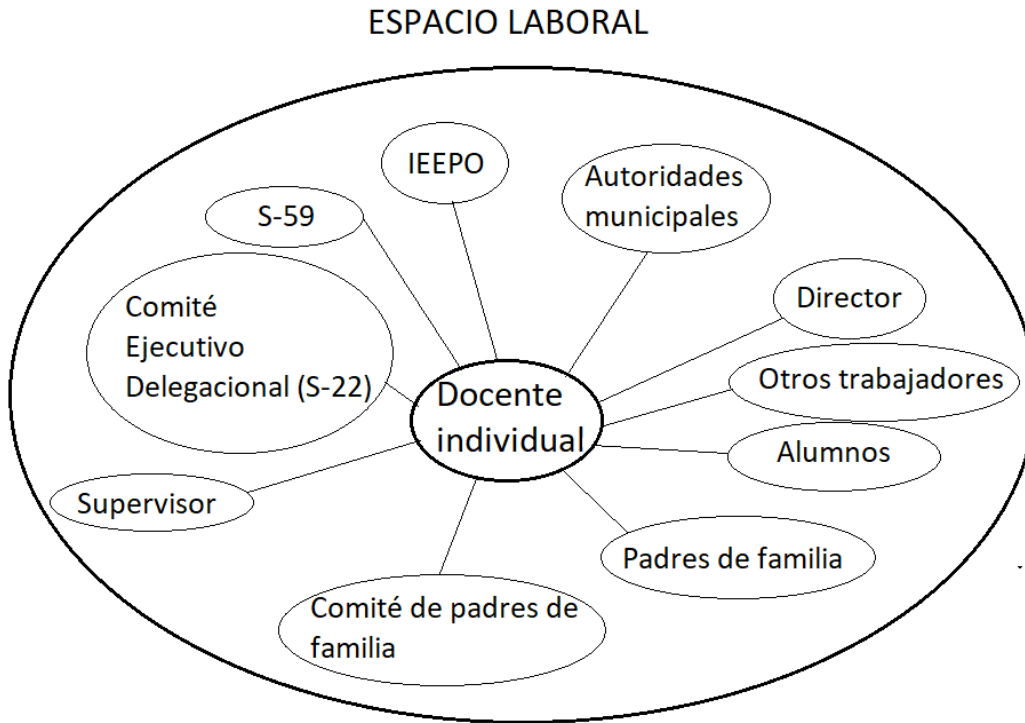 ESPACIO LABORAL
IEEPO
Autoridades
municipales
S-59
Comité
Ejecutivo
Delegacional (S-22)
Director
Otros trabajadores
Docente
individual
Alumnos
Supervisor
Padres de familia
Comité de padres de
familia